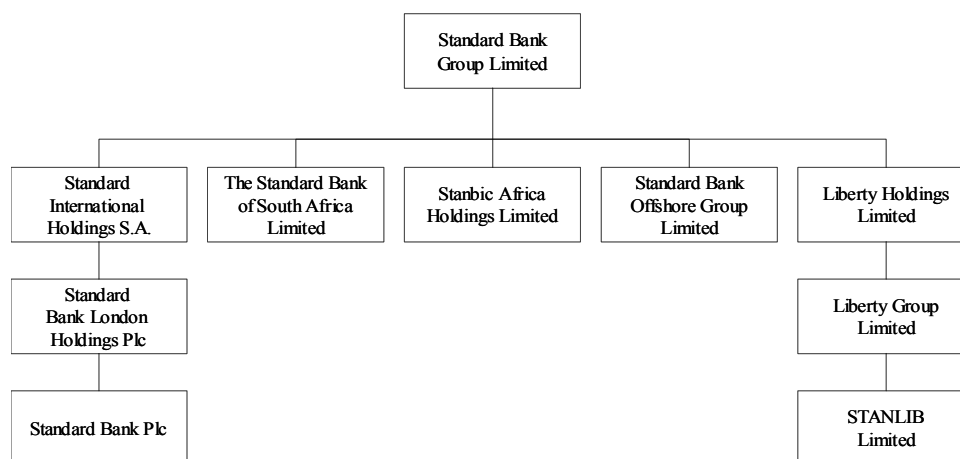 Standard Bank
Group Limited
Standard
International
Holdings S.A.
The Standard Bank
of South Africa
Limited
Stanbic Africa
Holdings Limited
Standard Bank
Offshore Group
Limited
Liberty Holdings
Limited
Standard
Bank London
Holdings Plc
Liberty Group
Limited
Standard Bank Plc
STANLIB
Limited